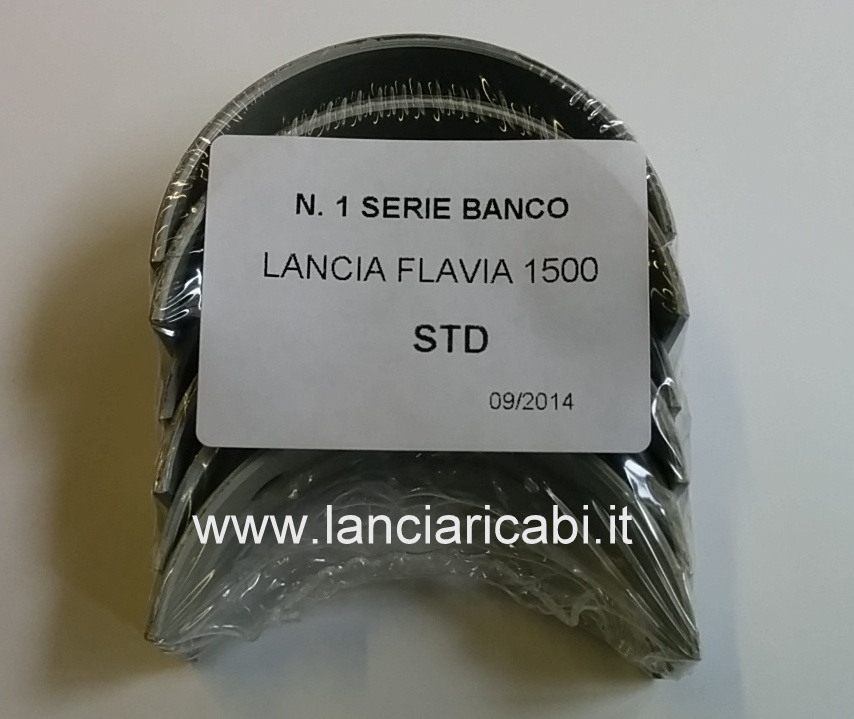 N. 1 SERIE BANCO
LANCIA FLAVIA 1500
STD
09/2014
www.lanciaricabi.it